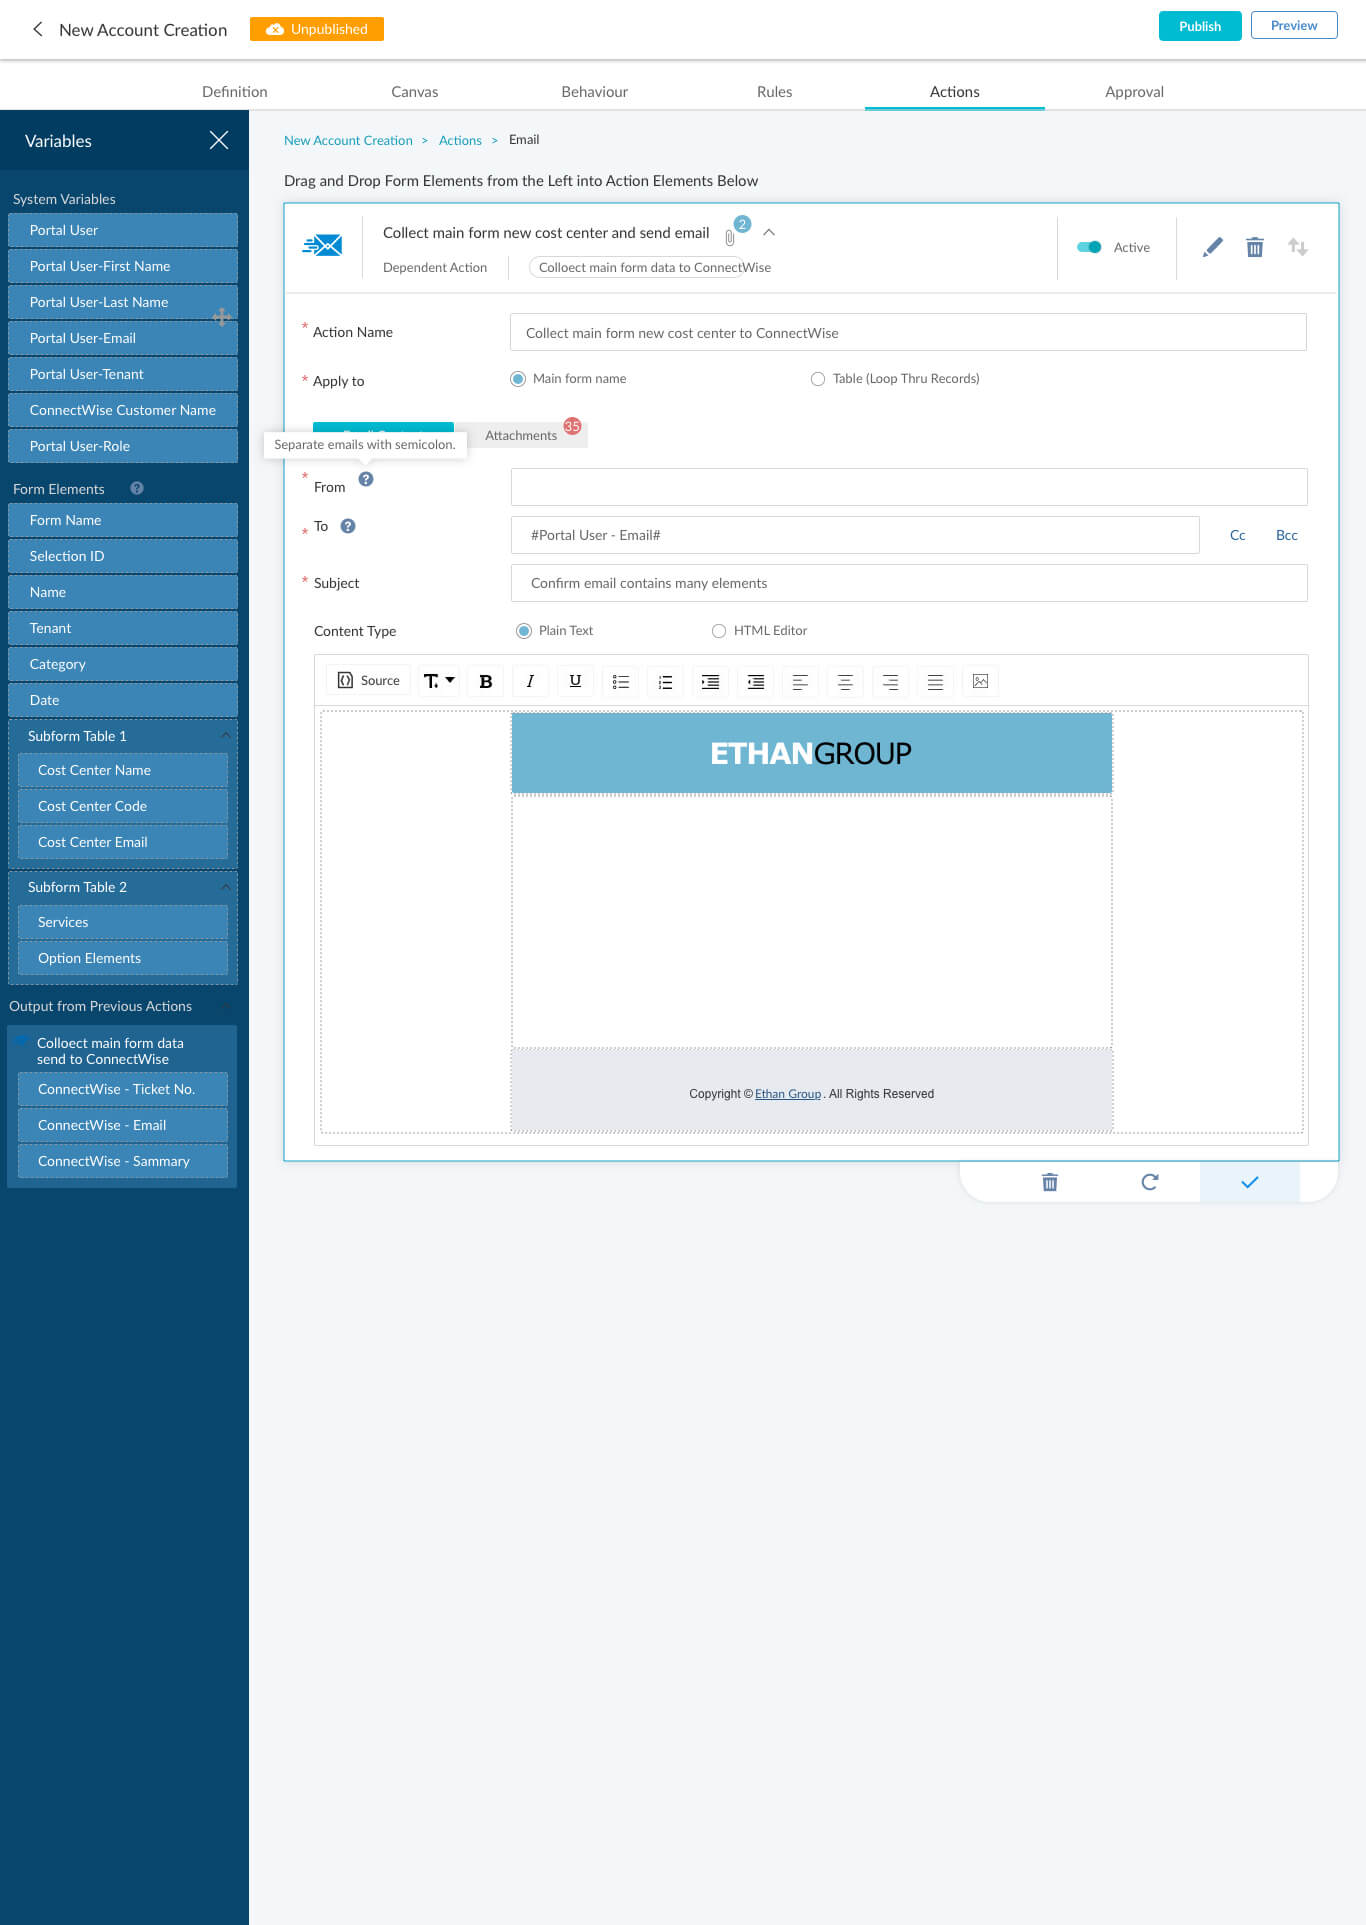 New Account Creation
Unpublished
Publish
Preview
Definition
Canvas
Behaviour
Rules
Actions
Approval
Variables
System Variables
Portal User
Portal User-First Name
Portal User-Last Name
Portal User-Email
Portal User-Tenant
ConnectWise Customer Name
Portal User-Role
Form Elements
Form Name
Selection ID
Name
Tenant
Category
Date
Subform Table 1
Cost Center Name
Cost Center Code
Cost Center Email
Subform Table 2
Services
Option Elements
Output from Previous Actions
Colloect main form data
send to ConnectWise
ConnectWise - Ticket No.
ConnectWise - Email
ConnectWise - Sammary
New Account Creation > Actions > Email
Drag and Drop Form Elements from the Left into Action Elements Below
Collect main form new cost center and send email
2
Dependent Action
Colloect main form data to ConnectWise
Active
* Action Name
Collect main form new cost center to ConnectWise
* Apply to
Main form name
Table (Loop Thru Records)
Attachments
35
Separate emails with semicolon.
* From
* To
#Portal User - Email#
Cc
Bcc
* Subject
Confirm email contains many elements
Content Type
Plain Text
HTML Editor
Source
ETHANGROUP
Copyright © Ethan Group . All Rights Reserved